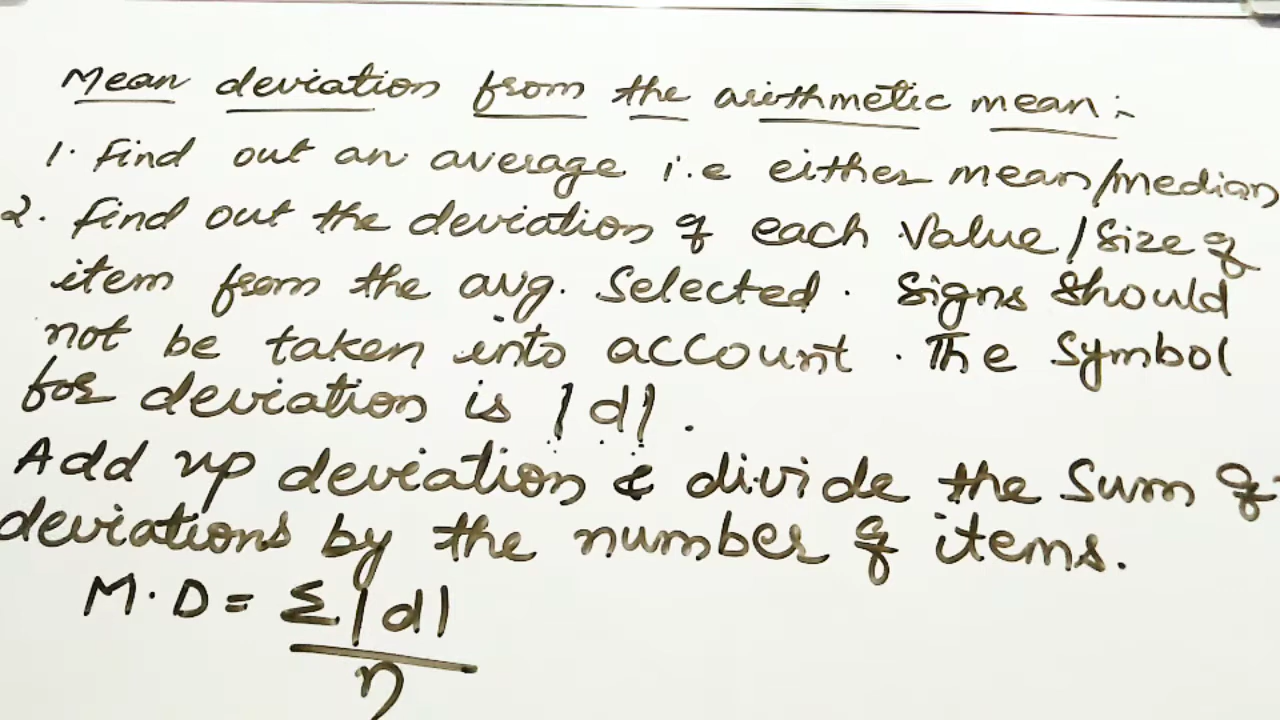 Mean deviation from the arithmetic mean :-
1. Find out an average i.e either mean/median
2. Find out the deviation of each Value/Size of
item from the avg. Selected. Signs should
not be taken into account. The Symbol
for deviation is |d|.
Add up deviation & divide the Sum of
deviations by the number of items.
M.D = Σ|d|
n